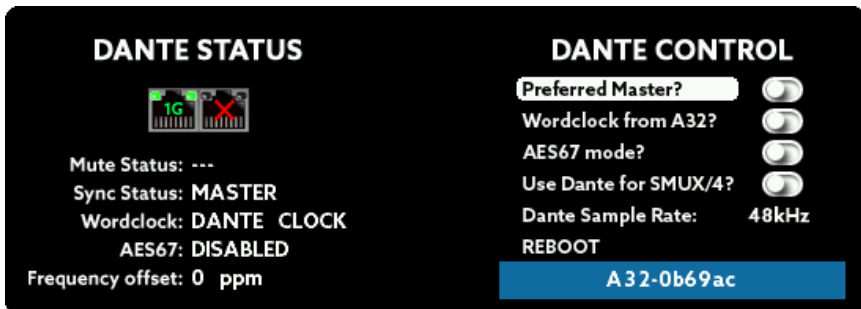 DANTE STATUS
1G
Mute Status: ---
Sync Status: MASTER
Wordclock: DANTE CLOCK
AES67: DISABLED
Frequency offset: 0 ppm
DANTE CONTROL
Preferred Master?
Wordclock from A32?
AES67 mode?
Use Dante for SMUX/4?
Dante Sample Rate: 48kHz
REBOOT
A32-0b69ac